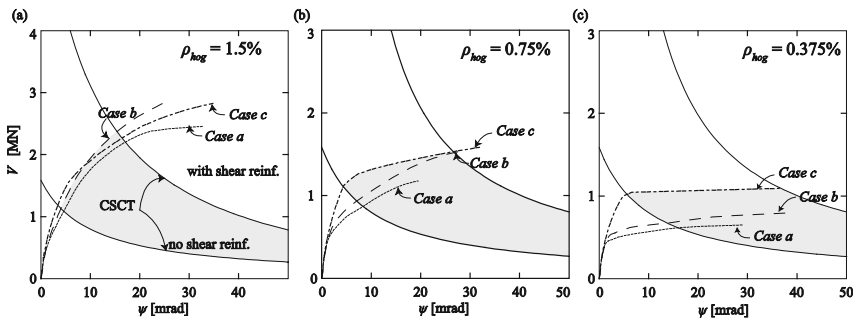 (a)
ρhog = 1.5%
4
3
2
1
0
V [MN]
Case b
Case c
Case a
with shear reinf.
CSCT
no shear reinf.
0 10 20 30 40
ψ [mrad]
(b)
ρhog = 0.75%
3
2
1
0
Case c
Case b
Case a
0 10 20 30 40 50
ψ [mrad]
(c)
ρhog = 0.375%
3
2
1
0
Case c
Case b
Case a
0 10 20 30 40 50
ψ [mrad]